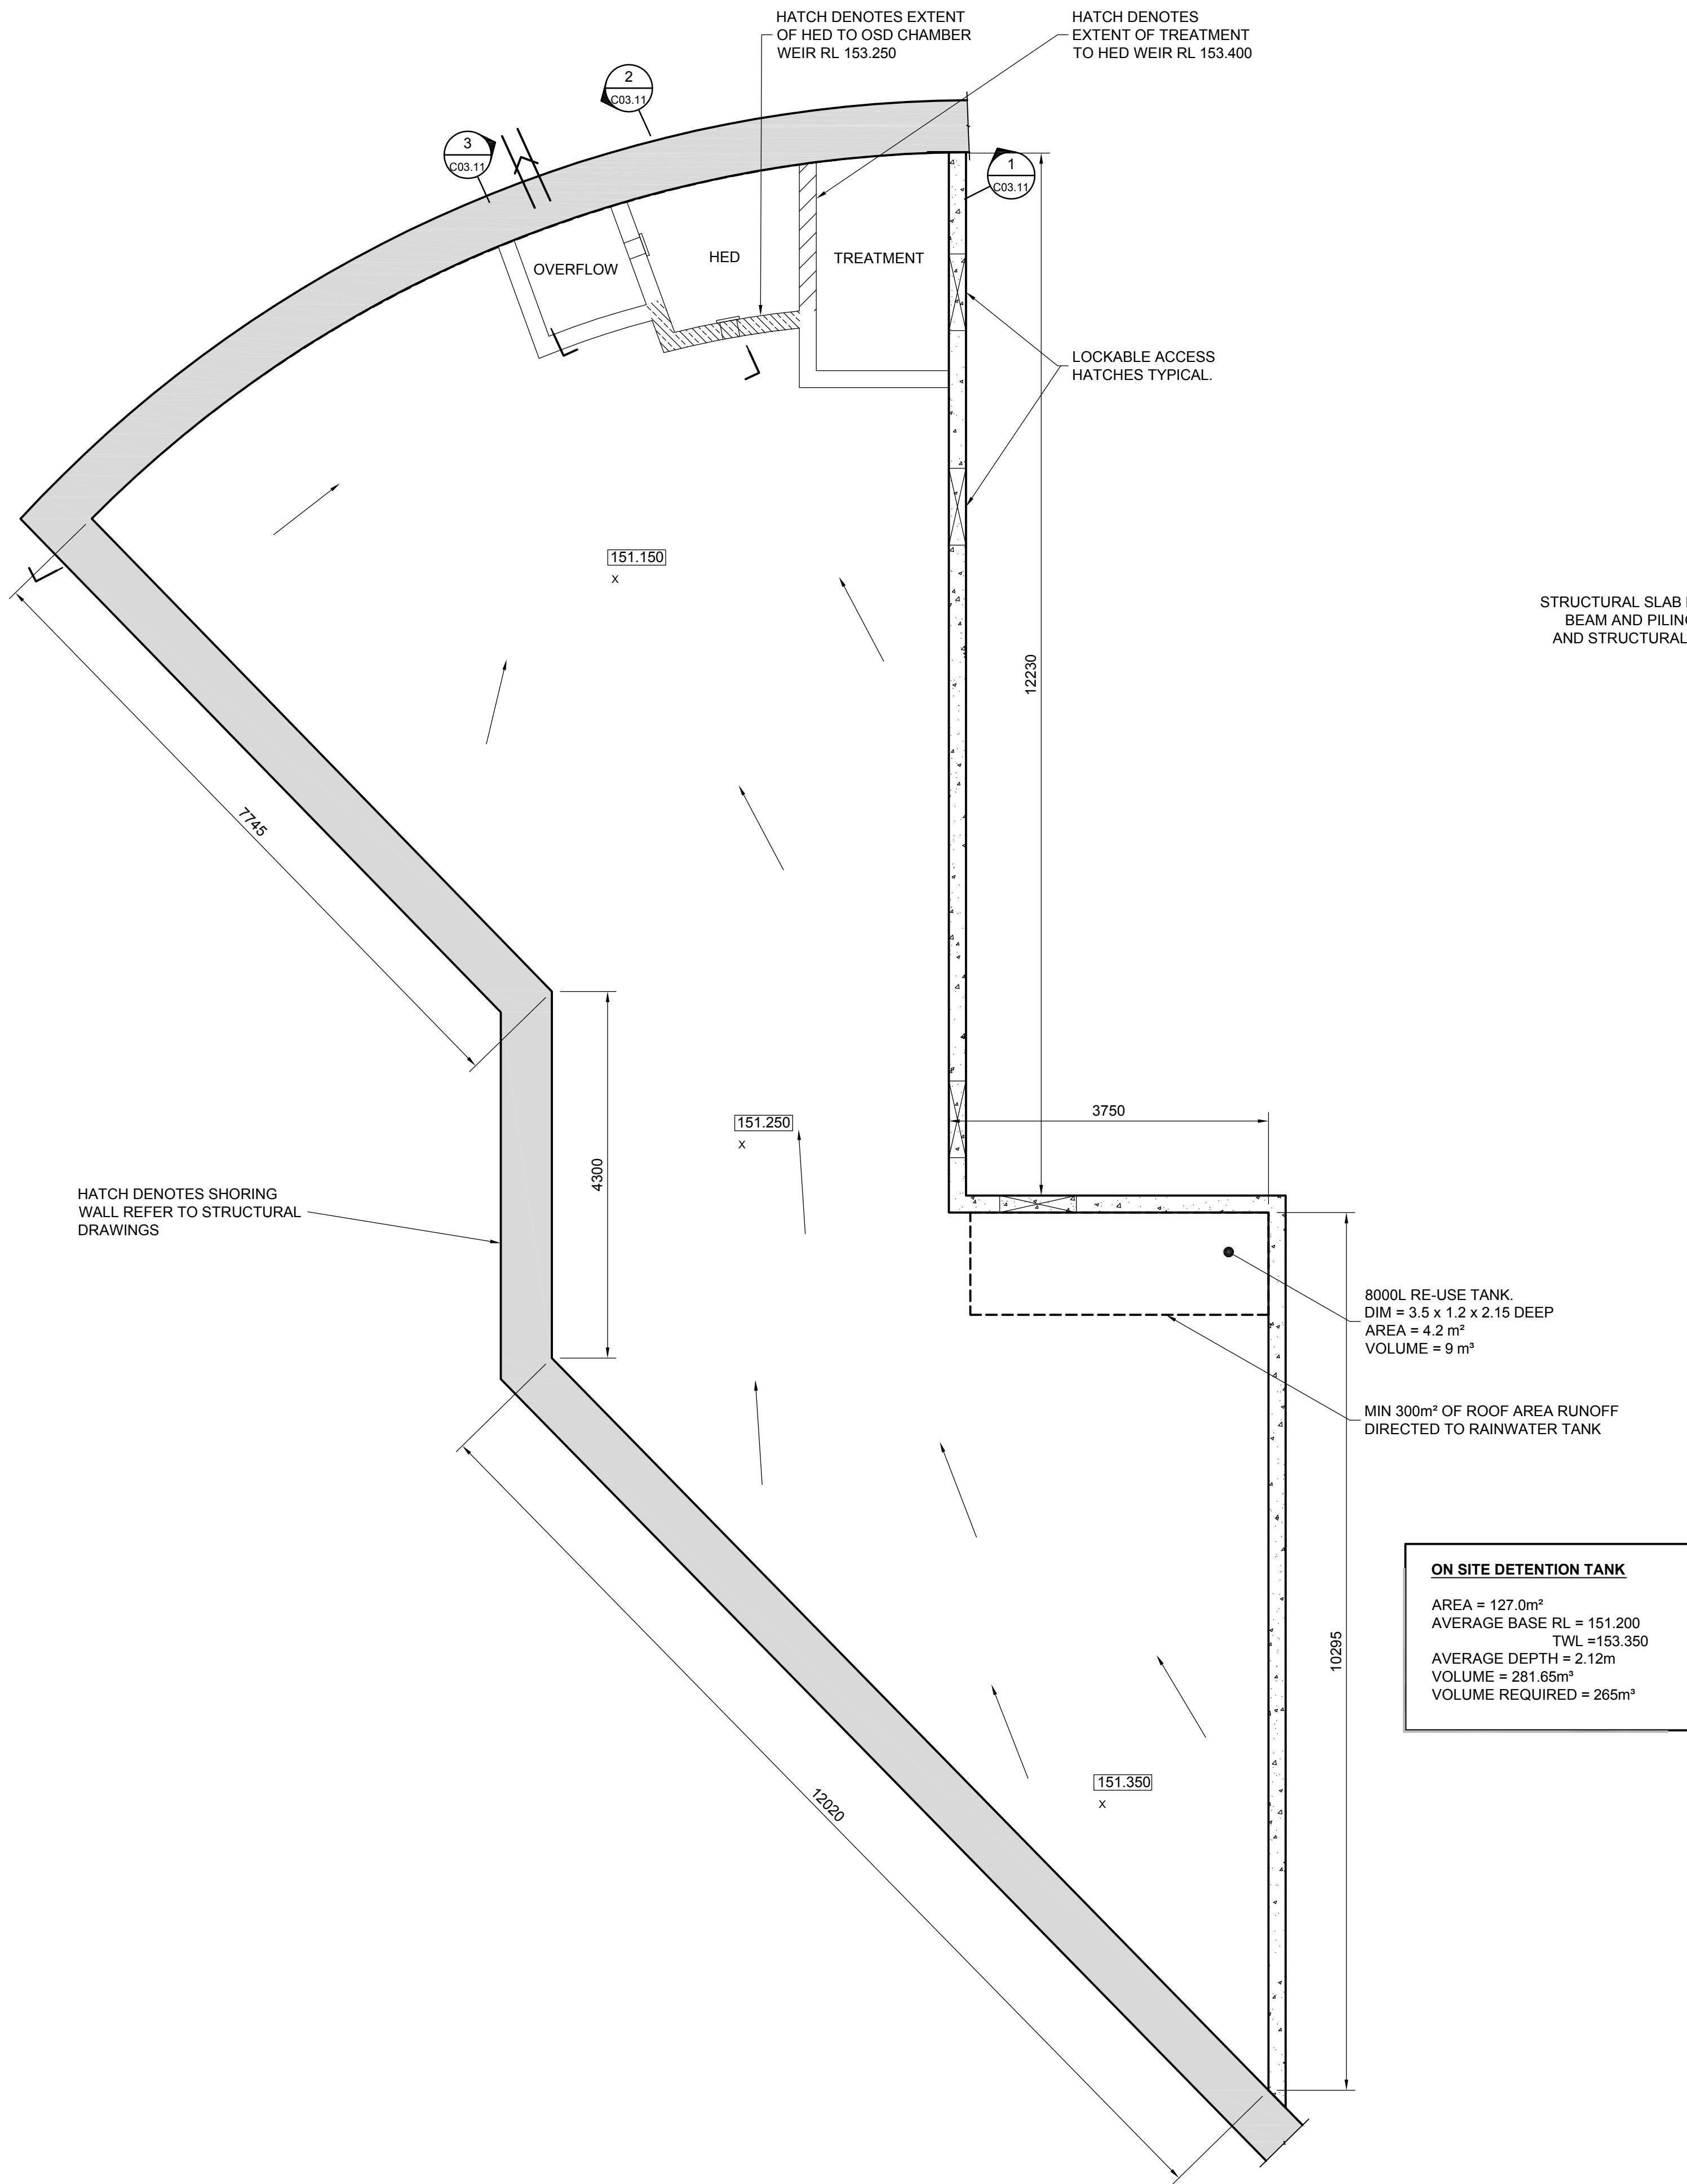 HATCH DENOTES EXTENT
OF HED TO OSD CHAMBER
WEIR RL 153.250
HATCH DENOTES
EXTENT OF TREATMENT
TO HED WEIR RL 153.400
2
C03.11
3
C03.11
1
C03.11
OVERFLOW
HED
TREATMENT
LOCKABLE ACCESS
HATCHES TYPICAL.
151.150
X
STRUCTURAL SLAB
BEAM AND PILING
AND STRUCTURAL
12230
7745
3750
151.250
X
4300
HATCH DENOTES SHORING
WALL REFER TO STRUCTURAL
DRAWINGS
8000L RE-USE TANK.
DIM = 3.5 x 1.2 x 2.15 DEEP
AREA = 4.2 m²
VOLUME = 9 m³
MIN 300m² OF ROOF AREA RUNOFF
DIRECTED TO RAINWATER TANK
ON SITE DETENTION TANK
AREA = 127.0m²
AVERAGE BASE RL = 151.200
TWL =153.350
AVERAGE DEPTH = 2.12m
VOLUME = 281.65m³
VOLUME REQUIRED = 265m³
10295
12020
151.350
X